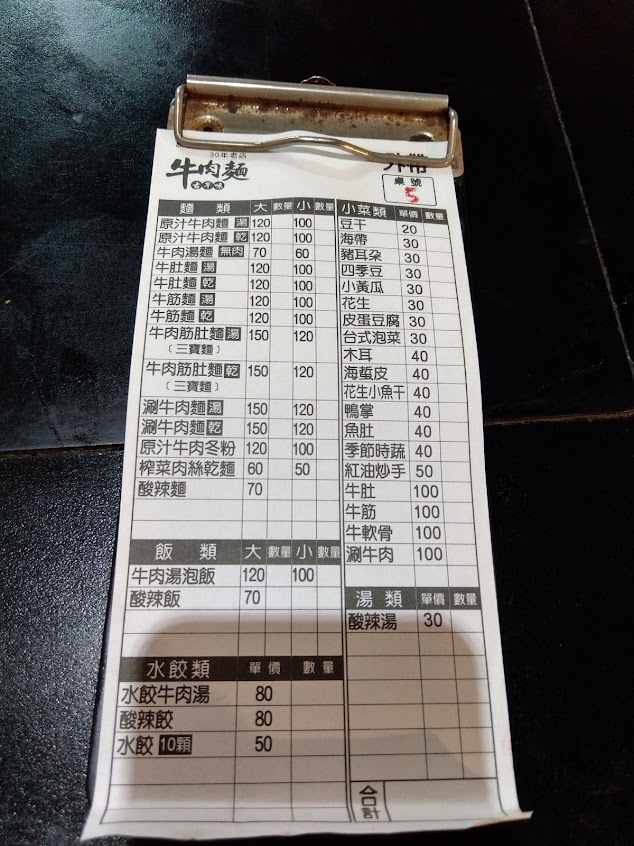 30年老店
牛肉麵
古早味
外帶
桌號
5
麵類 大 數量 小 數量
原汁牛肉麵 湯 120 100
原汁牛肉麵 乾 120 100
牛肉湯麵 無肉 70 60
牛肚麵 湯 120 100
牛肚麵 乾 120 100
牛筋麵 湯 120 100
牛筋麵 乾 120 100
牛肉筋肚麵 湯 150 120
(三寶麵)
牛肉筋肚麵 乾 150 120
(三寶麵)
涮牛肉麵 湯 150 120
涮牛肉麵 乾 150 120
原汁牛肉冬粉 120 100
榨菜肉絲乾麵 60 50
酸辣麵 70
飯類 大 數量 小 數量
牛肉湯泡飯 120 100
酸辣飯 70
水餃類 單價 數量
水餃牛肉湯 80
酸辣餃 80
水餃 10顆 50
小菜類 單價 數量
豆干 20
海帶 30
豬耳朵 30
四季豆 30
小黃瓜 30
花生 30
皮蛋豆腐 30
台式泡菜 30
木耳 40
海蜇皮 40
花生小魚干 40
鴨掌 40
魚肚 40
季節時蔬 40
紅油炒手 50
牛肚 100
牛筋 100
牛軟骨 100
涮牛肉 100
湯類 單價 數量
酸辣湯 30
合計